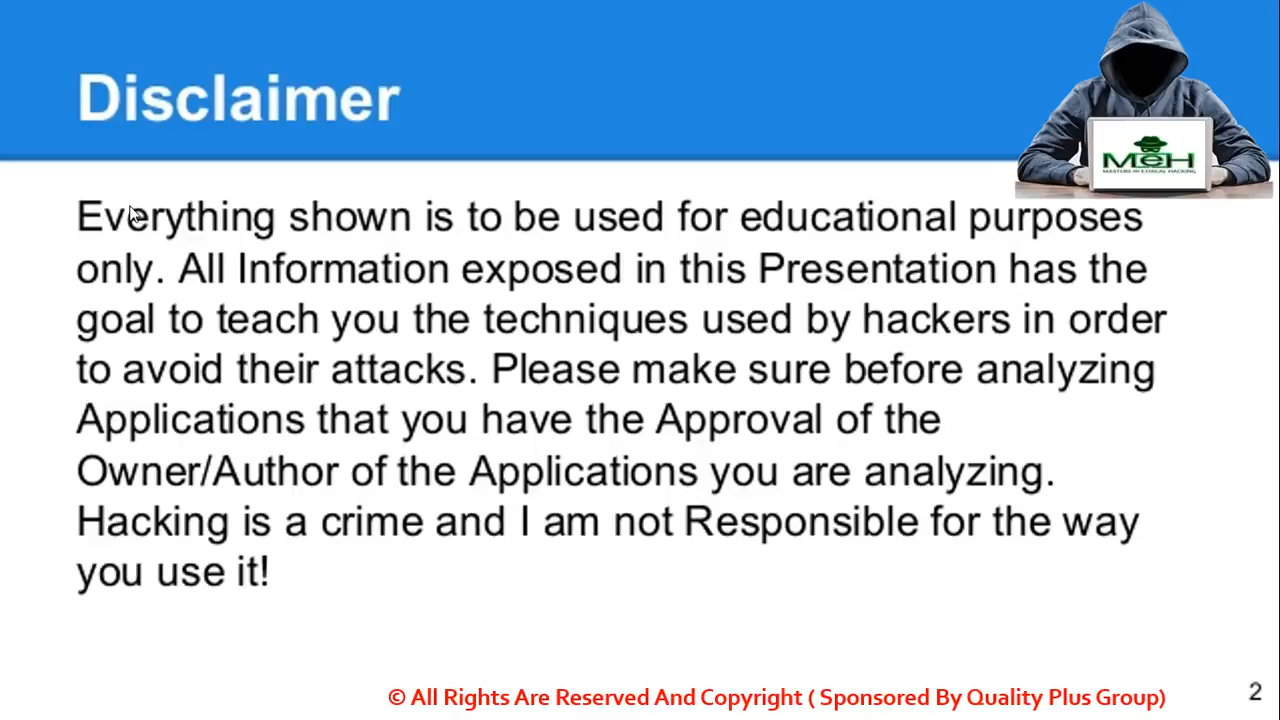 Disclaimer
MeH
MASTERS IN ETHICAL HACKING
Everything shown is to be used for educational purposes
only. All Information exposed in this Presentation has the
goal to teach you the techniques used by hackers in order
to avoid their attacks. Please make sure before analyzing
Applications that you have the Approval of the
Owner/Author of the Applications you are analyzing.
Hacking is a crime and I am not Responsible for the way
you use it!
© All Rights Are Reserved And Copyright ( Sponsored By Quality Plus Group)
2